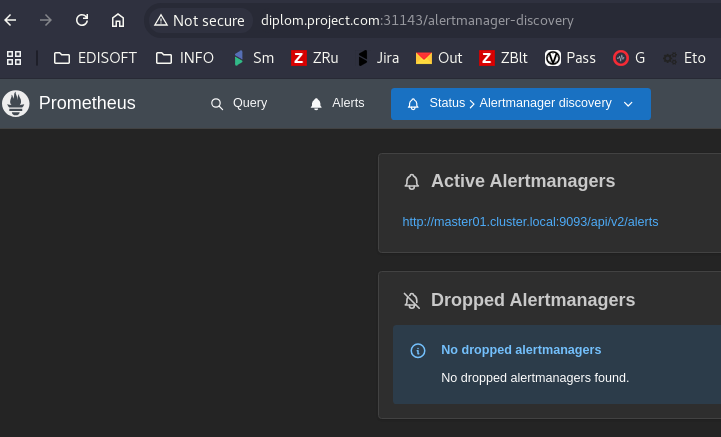 Not secure diplom.project.com:31143/alertmanager-discovery
EDISOFT INFO Sm ZRu Jira Out ZBlt Pass G Eto
Prometheus Query Alerts Status > Alertmanager discovery
Active Alertmanagers
http://master01.cluster.local:9093/api/v2/alerts
Dropped Alertmanagers
No dropped alertmanagers
No dropped alertmanagers found.